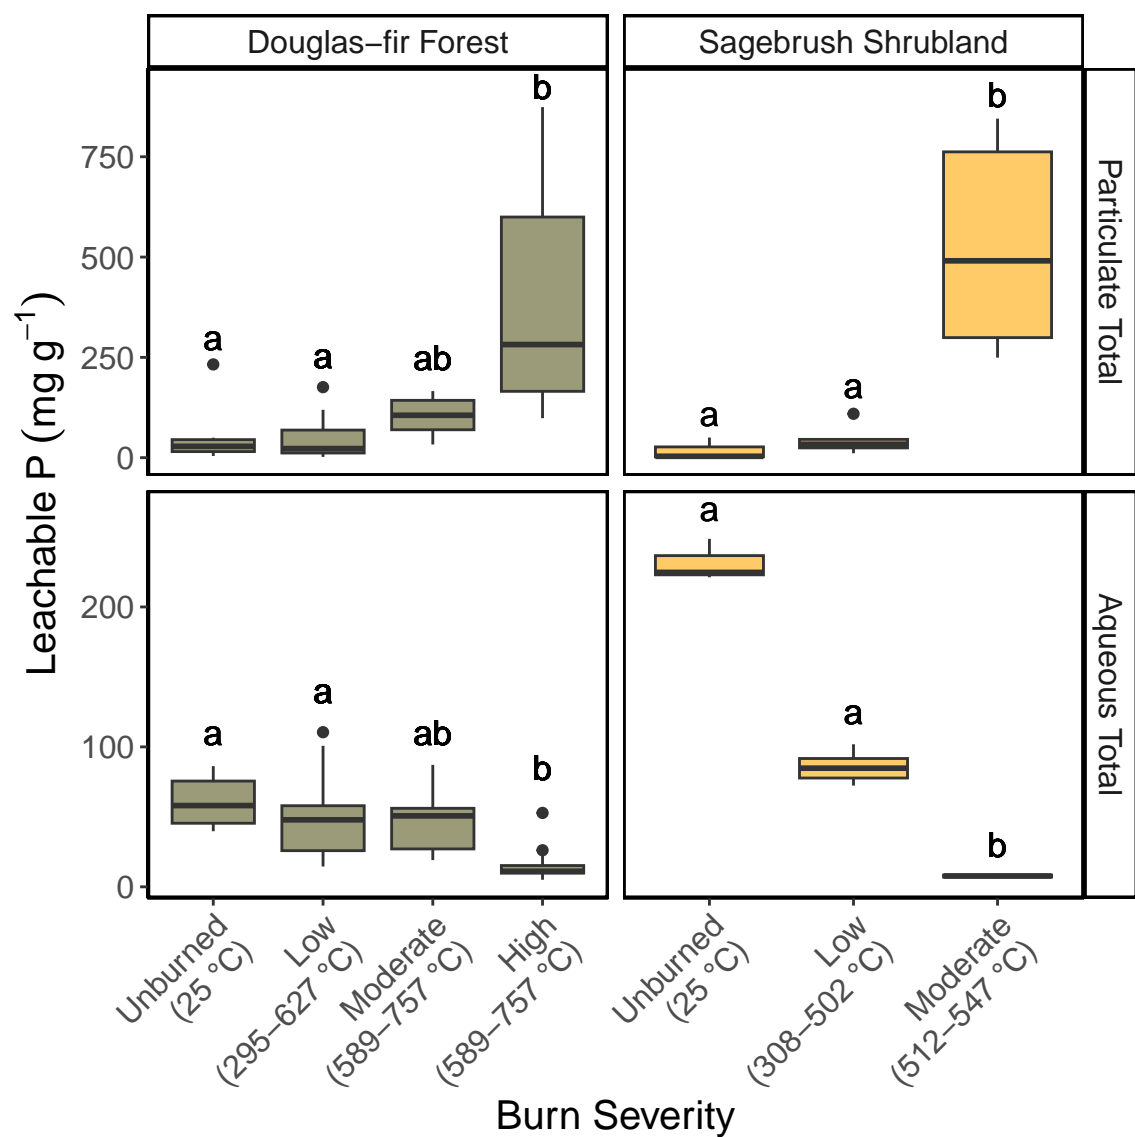 Douglas–fir Forest
Sagebrush Shrubland
Leachable P (mg g⁻¹)
750
500
250
0
a
a
ab
b
a
a
b
Particulate Total
200
100
0
a
a
ab
b
a
a
b
Aqueous Total
Unburned
(25 °C)
Low
(295–627 °C)
Moderate
(589–757 °C)
High
(589–757 °C)
Unburned
(25 °C)
Low
(308–502 °C)
Moderate
(512–547 °C)
Burn Severity